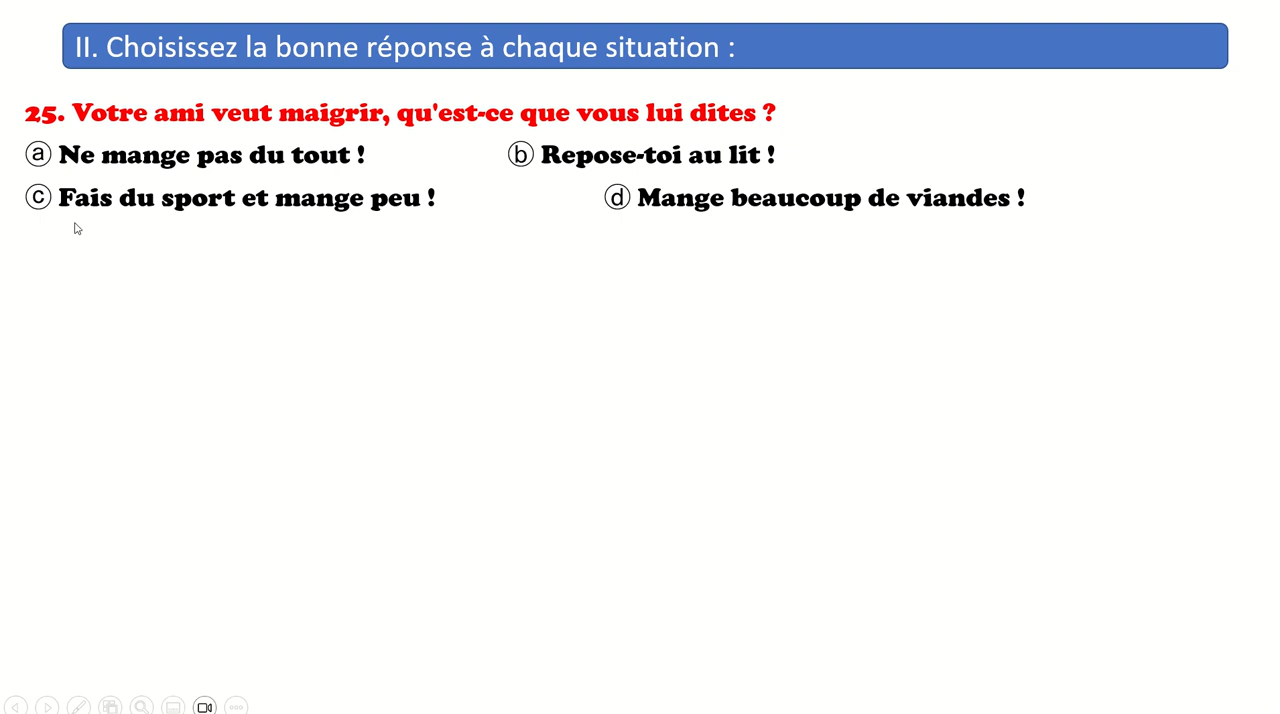 II. Choisissez la bonne réponse à chaque situation :
25. Votre ami veut maigrir, qu'est-ce que vous lui dites ?
ⓐ Ne mange pas du tout ! ⓑ Repose-toi au lit !
ⓒ Fais du sport et mange peu ! ⓓ Mange beaucoup de viandes !